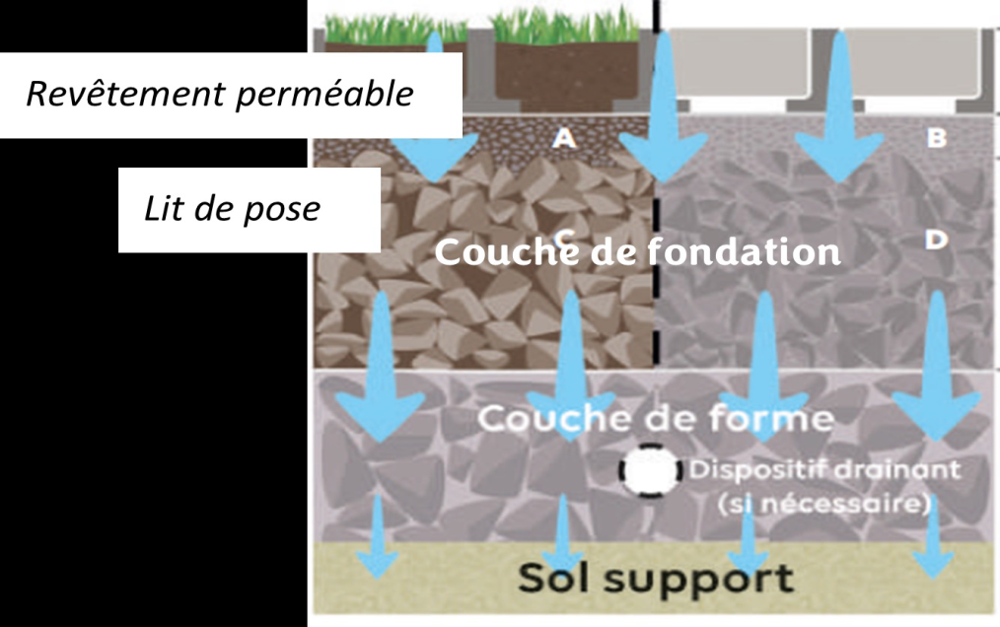 Revêtement perméable
A
B
Lit de pose
C
D
Couche de fondation
Couche de forme
Dispositif drainant
(si nécessaire)
Sol support